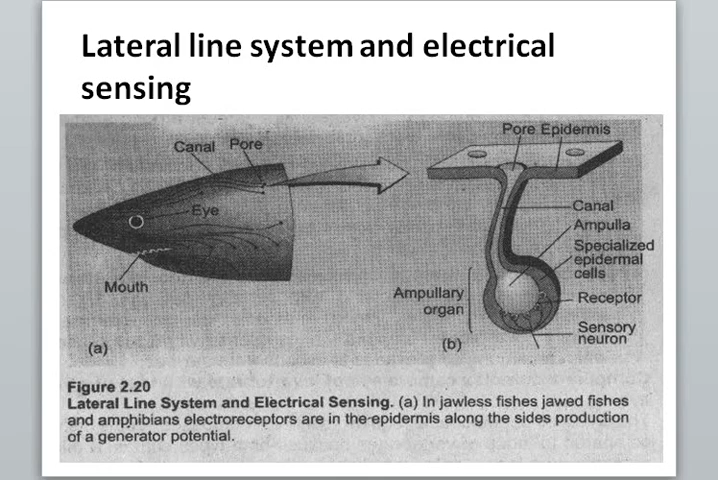 Lateral line system and electrical
sensing
Canal Pore
Eye
Mouth
(a)
Pore Epidermis
Canal
Ampulla
Specialized
epidermal
cells
Receptor
Sensory
neuron
Ampullary
organ
(b)
Figure 2.20
Lateral Line System and Electrical Sensing. (a) In jawless fishes jawed fishes
and amphibians electroreceptors are in the epidermis along the sides production
of a generator potential.